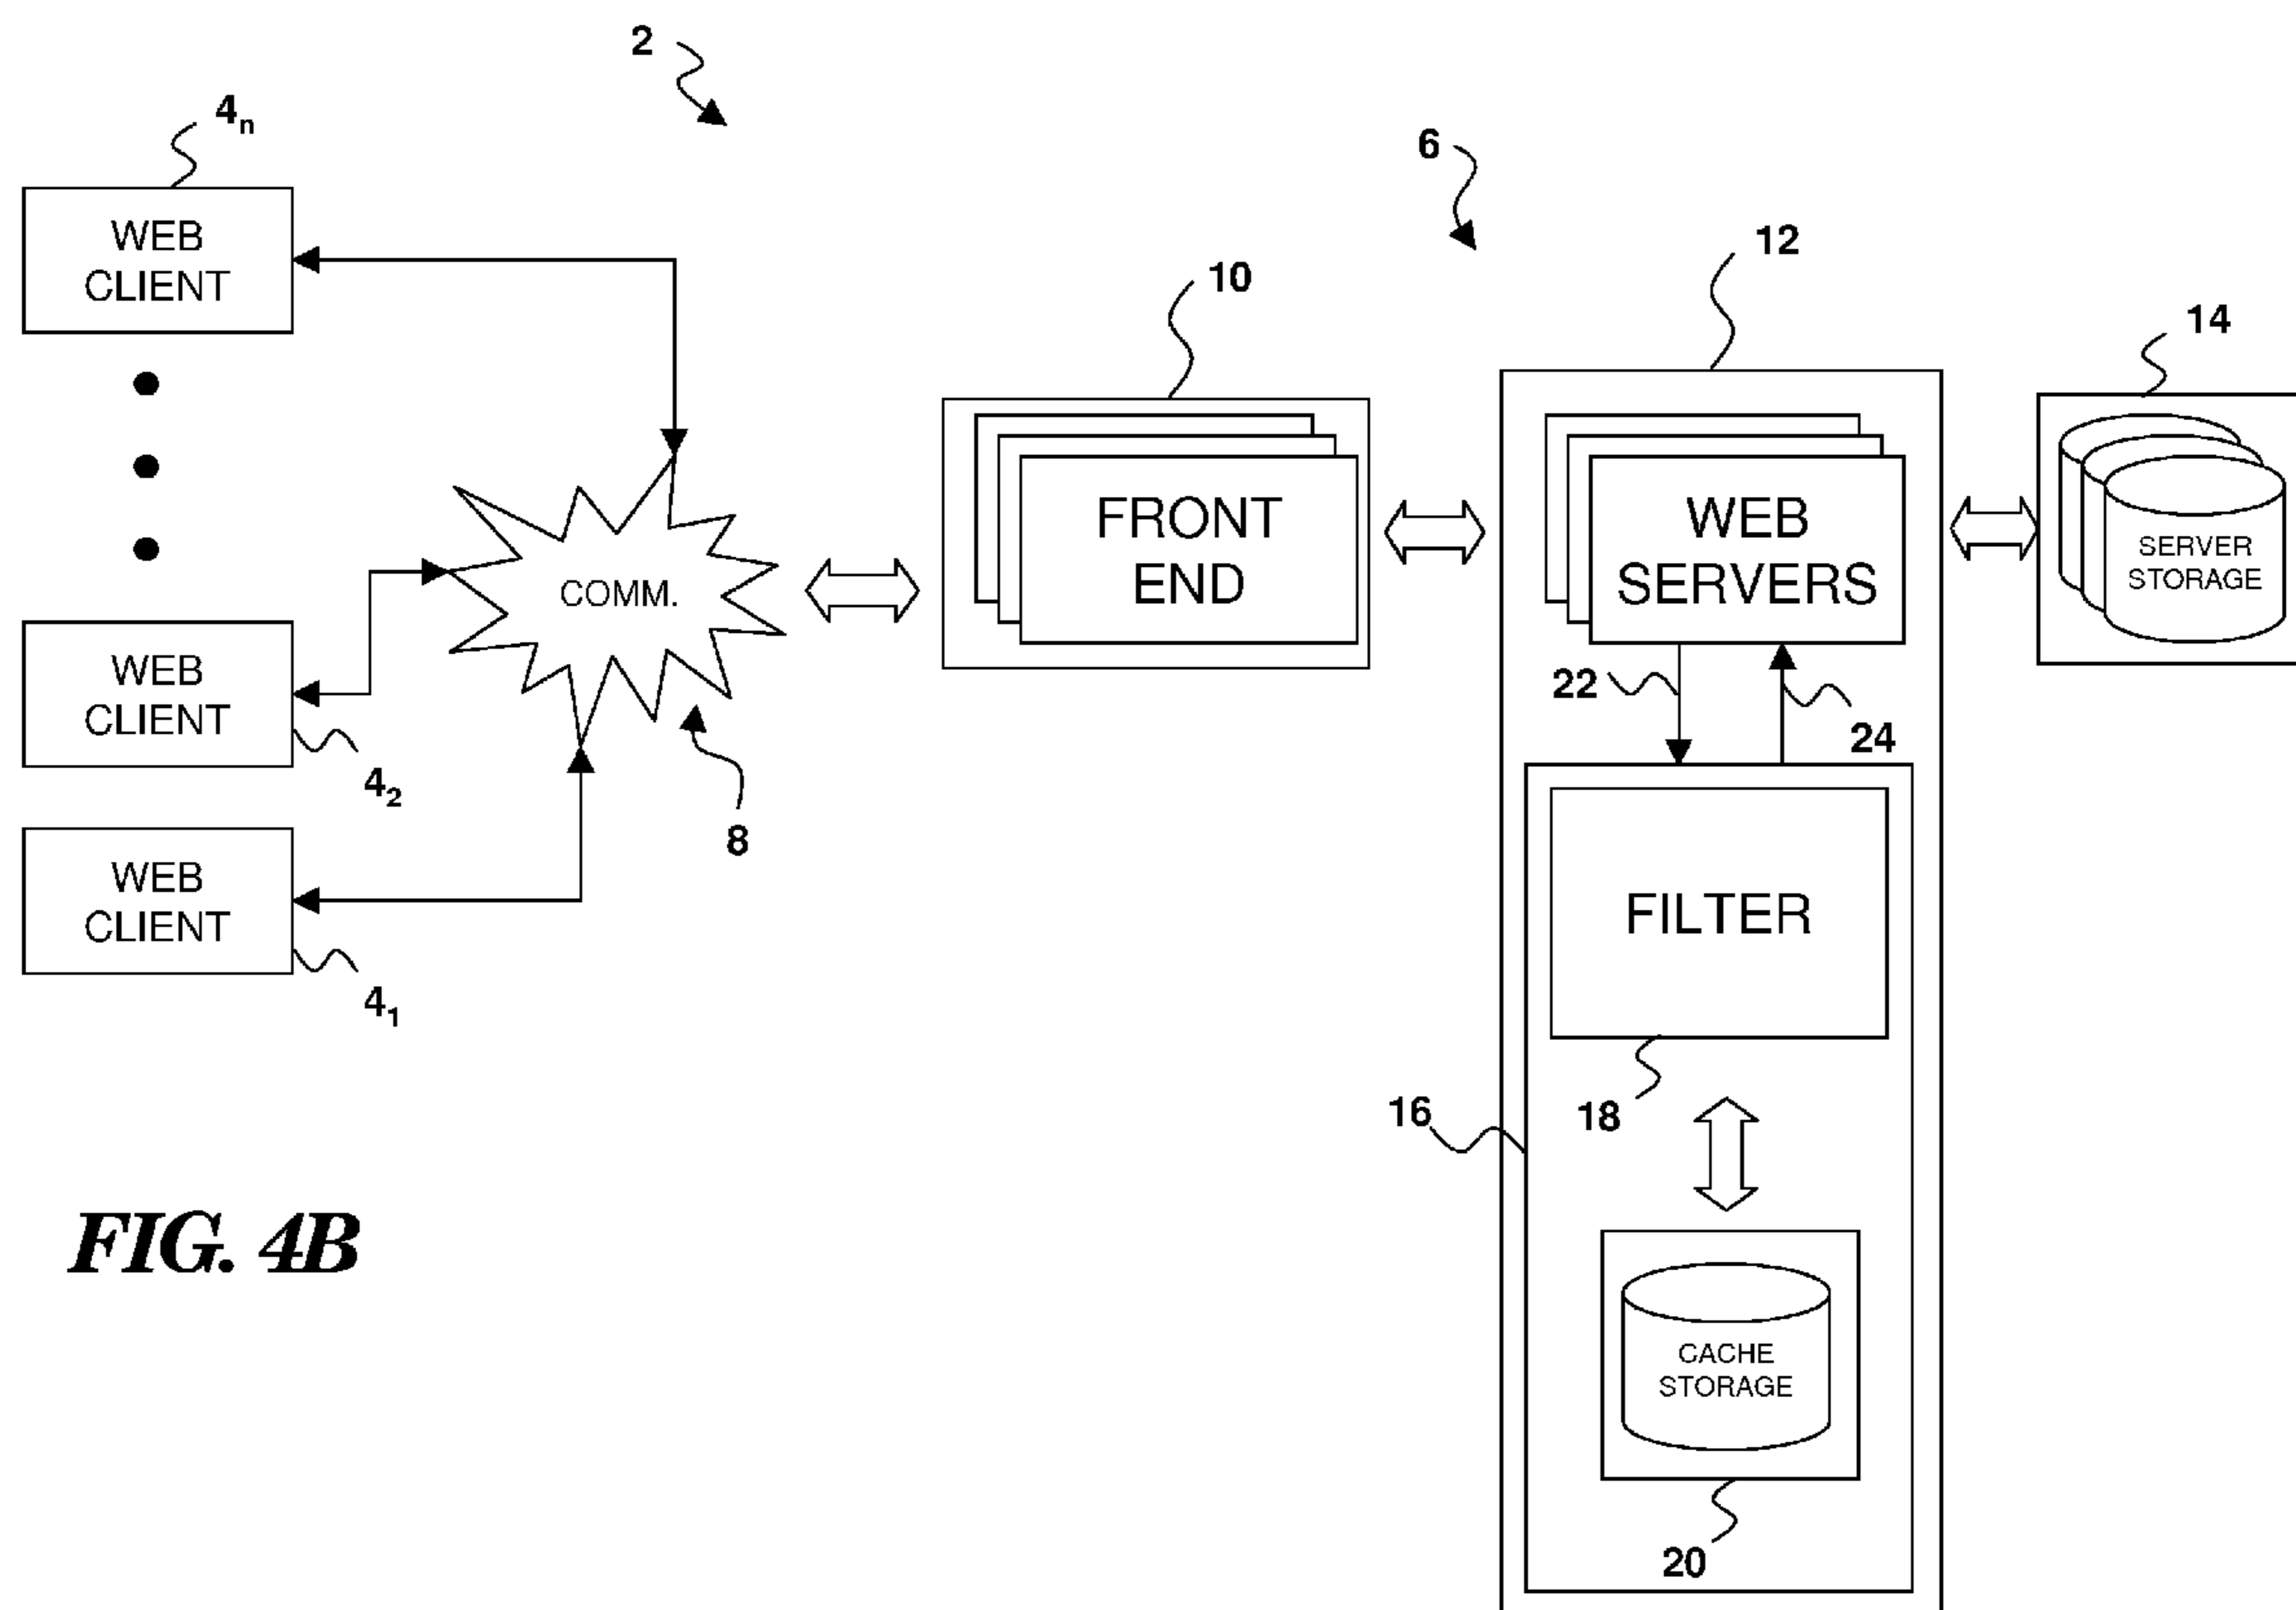 2
4n
6
WEB
CLIENT
12
10
14
FRONT
END
WEB
SERVERS
SERVER
STORAGE
COMM.
WEB
CLIENT
22
24
42
8
WEB
CLIENT
FILTER
41
16
18
FIG. 4B
CACHE
STORAGE
20